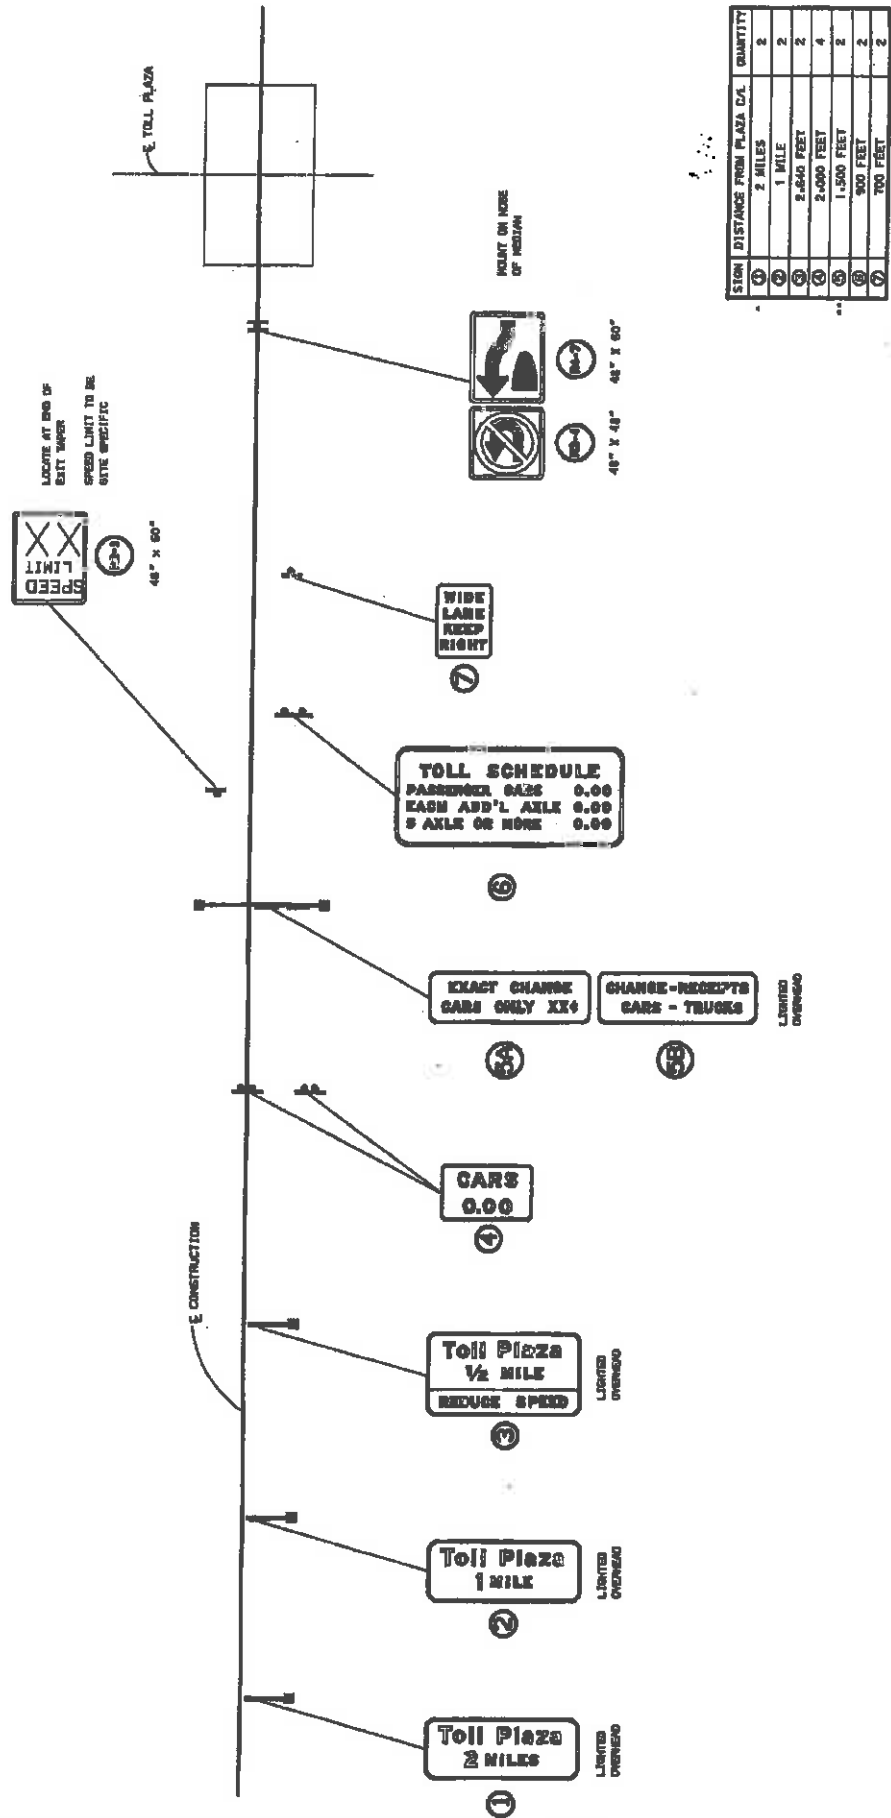 ℄ TOLL PLAZA
LOCATE AT END OF
EXIT TAPER
SPEED LIMIT TO BE
SITE SPECIFIC
SPEED
LIMIT
XX
R2-1
48" X 60"
MOUNT ON NOSE
OF MEDIAN
R3-4
48" X 48"
R4-7
48" X 60"
WIDE
LANE
KEEP
RIGHT
7
TOLL SCHEDULE
PASSENGER CARS 0.00
EACH ADD'L AXLE 0.00
5 AXLE OR MORE 0.00
6
EXACT CHANGE
CARS ONLY XX¢
5A
CHANGE-RECEIPTS
CARS - TRUCKS
5B
LIGHTED
OVERHEAD
CARS
0.00
4
℄ CONSTRUCTION
Toll Plaza
1/2 MILE
REDUCE SPEED
3
LIGHTED
OVERHEAD
Toll Plaza
1 MILE
2
LIGHTED
OVERHEAD
Toll Plaza
2 MILES
1
LIGHTED
OVERHEAD
SIGN DISTANCE FROM PLAZA C/L QUANTITY
* 1 2 MILES 2
2 1 MILE 2
3 2,640 FEET 2
4 2,000 FEET 4
** 5 1,500 FEET 2
6 900 FEET 2
7 700 FEET 2